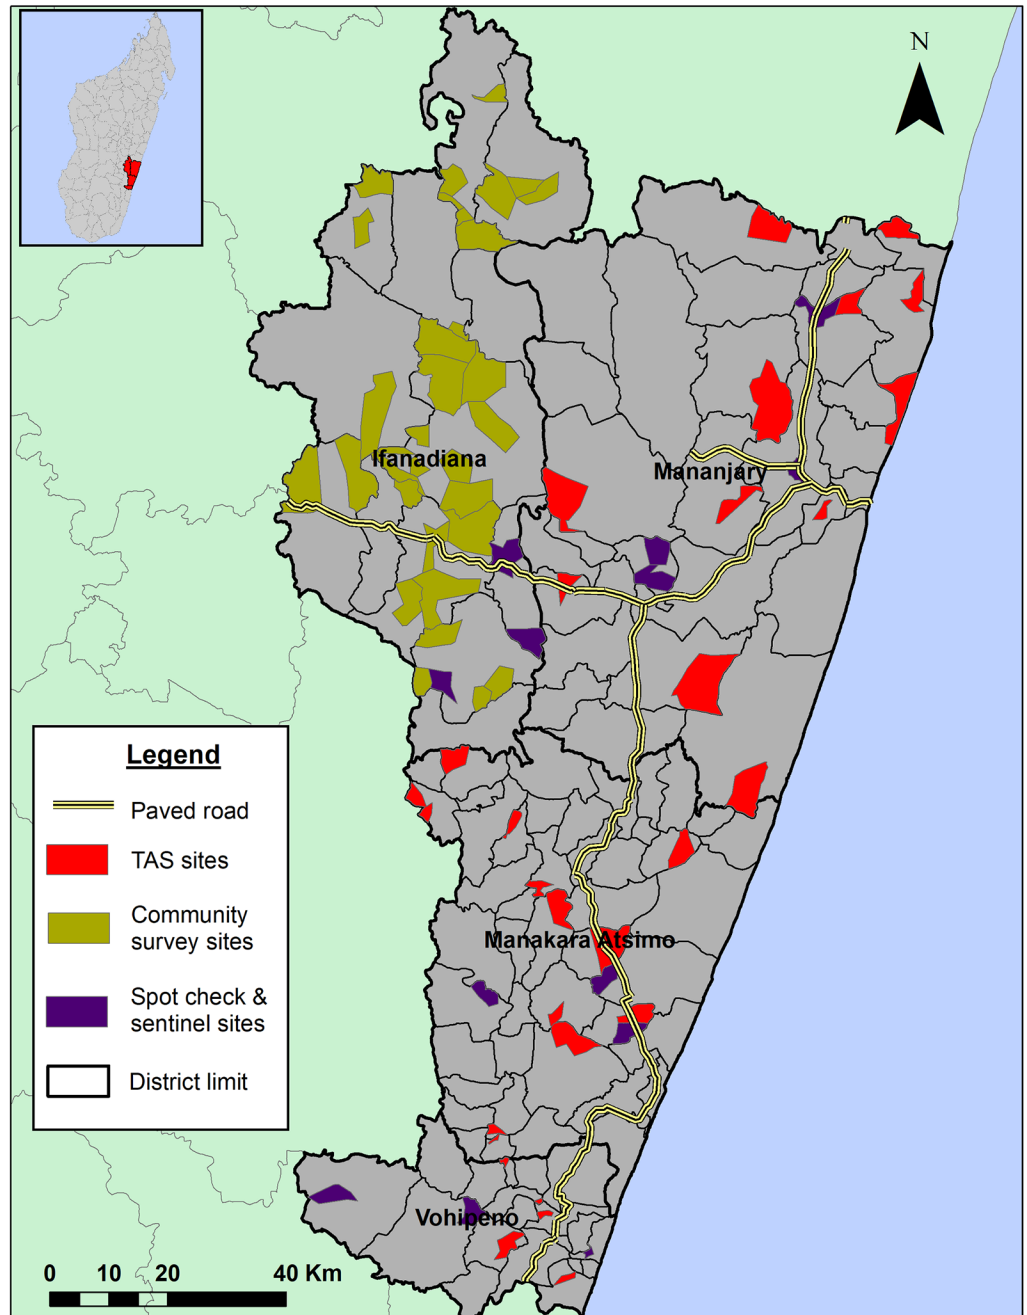 N
Ifanadiana
Mananjary
Legend
Paved road
TAS sites
Community
survey sites
Spot check &
sentinel sites
District limit
Manakara Atsimo
Vohipeno
0 10 20 40 Km